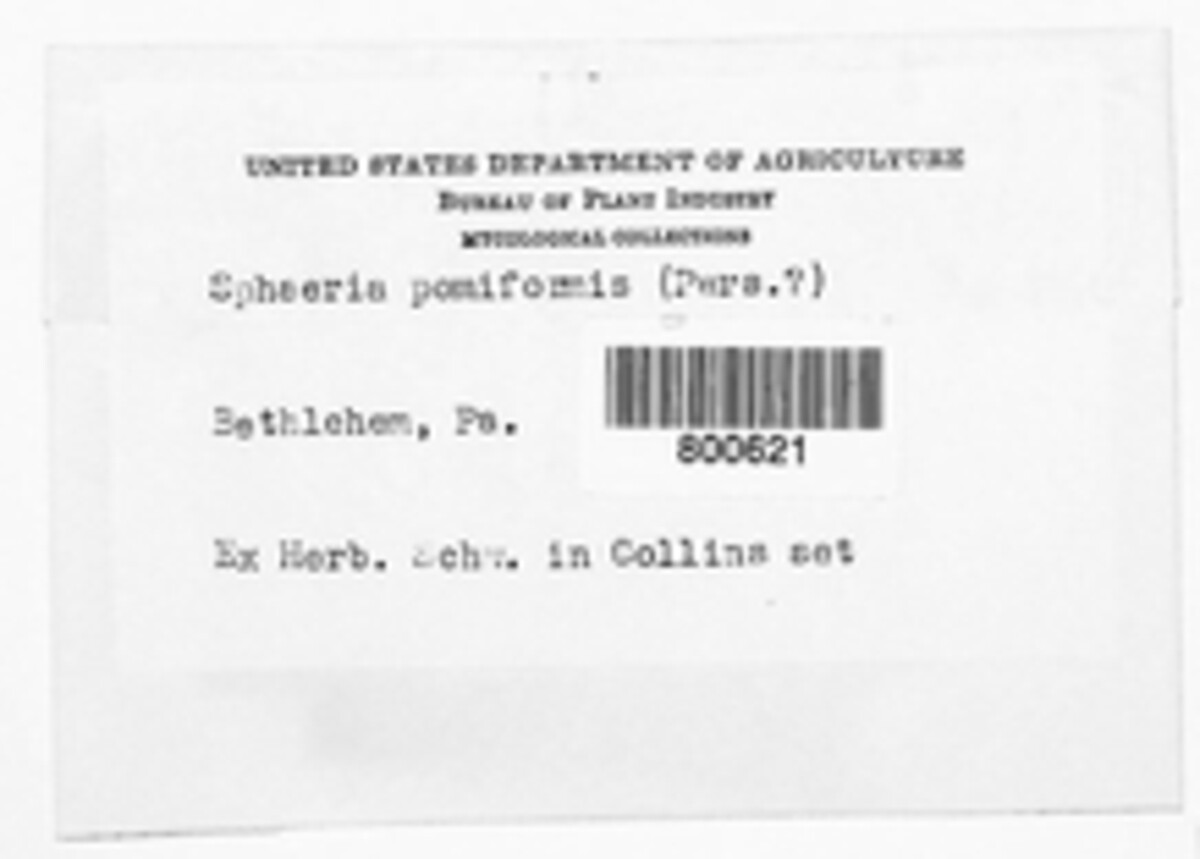 UNITED STATES DEPARTMENT OF AGRICULTURE
BUREAU OF PLANT INDUSTRY
MYCOLOGICAL COLLECTIONS
Sphaeria pomiformis (Pers.?)
Bethlehem, Pa.
800621
Ex Herb. Schw. in Collins set